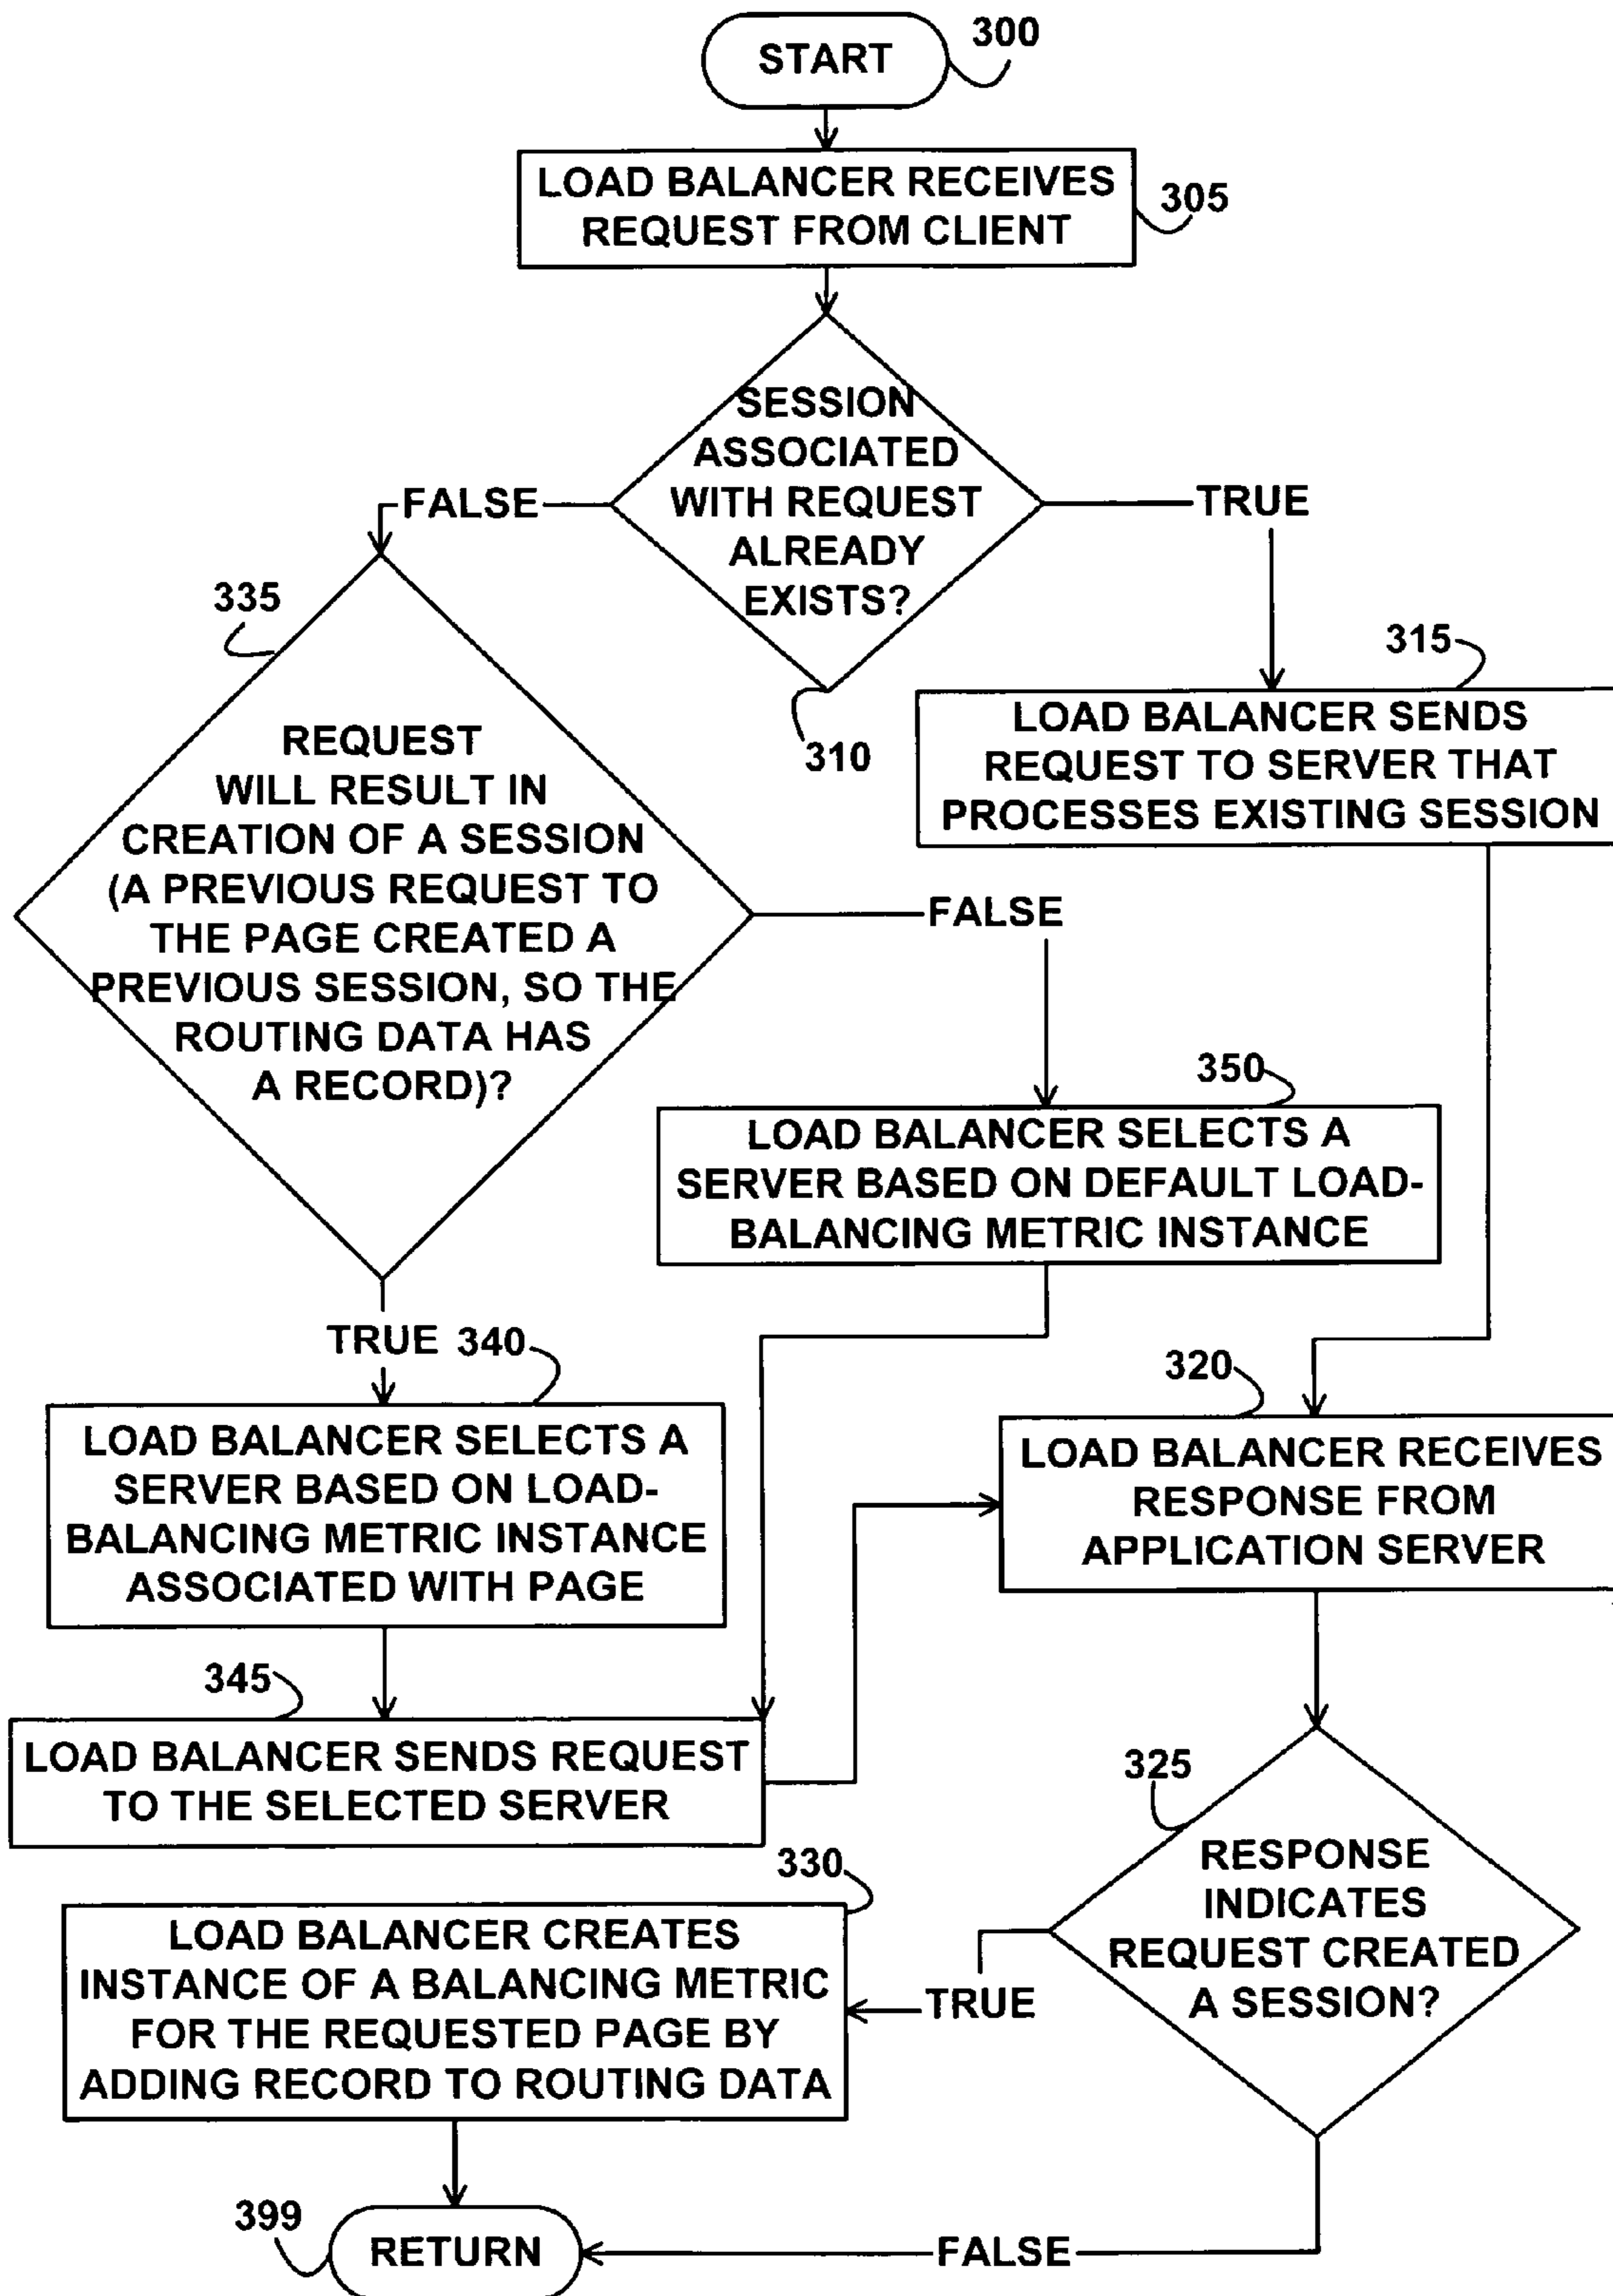 START
300
LOAD BALANCER RECEIVES
REQUEST FROM CLIENT
305
SESSION
ASSOCIATED
WITH REQUEST
ALREADY
EXISTS?
FALSE
TRUE
310
335
REQUEST
WILL RESULT IN
CREATION OF A SESSION
(A PREVIOUS REQUEST TO
THE PAGE CREATED A
PREVIOUS SESSION, SO THE
ROUTING DATA HAS
A RECORD)?
315
LOAD BALANCER SENDS
REQUEST TO SERVER THAT
PROCESSES EXISTING SESSION
FALSE
350
LOAD BALANCER SELECTS A
SERVER BASED ON DEFAULT LOAD-
BALANCING METRIC INSTANCE
TRUE
340
LOAD BALANCER SELECTS A
SERVER BASED ON LOAD-
BALANCING METRIC INSTANCE
ASSOCIATED WITH PAGE
320
LOAD BALANCER RECEIVES
RESPONSE FROM
APPLICATION SERVER
345
LOAD BALANCER SENDS REQUEST
TO THE SELECTED SERVER
325
RESPONSE
INDICATES
REQUEST CREATED
A SESSION?
TRUE
330
LOAD BALANCER CREATES
INSTANCE OF A BALANCING METRIC
FOR THE REQUESTED PAGE BY
ADDING RECORD TO ROUTING DATA
399
RETURN
FALSE